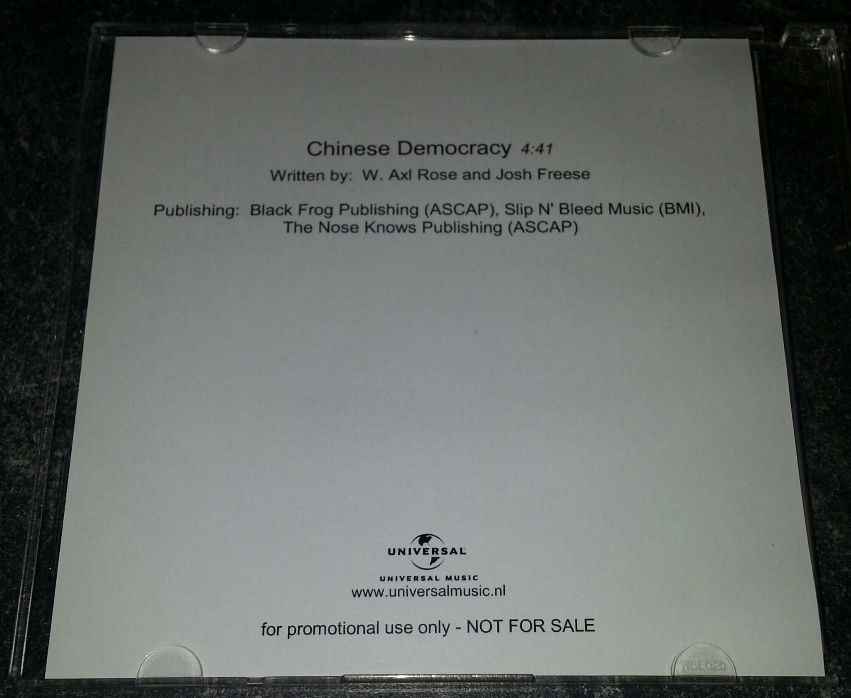 Chinese Democracy 4:41
Written by: W. Axl Rose and Josh Freese
Publishing: Black Frog Publishing (ASCAP), Slip N' Bleed Music (BMI),
The Nose Knows Publishing (ASCAP)
UNIVERSAL
UNIVERSAL MUSIC
www.universalmusic.nl
for promotional use only - NOT FOR SALE